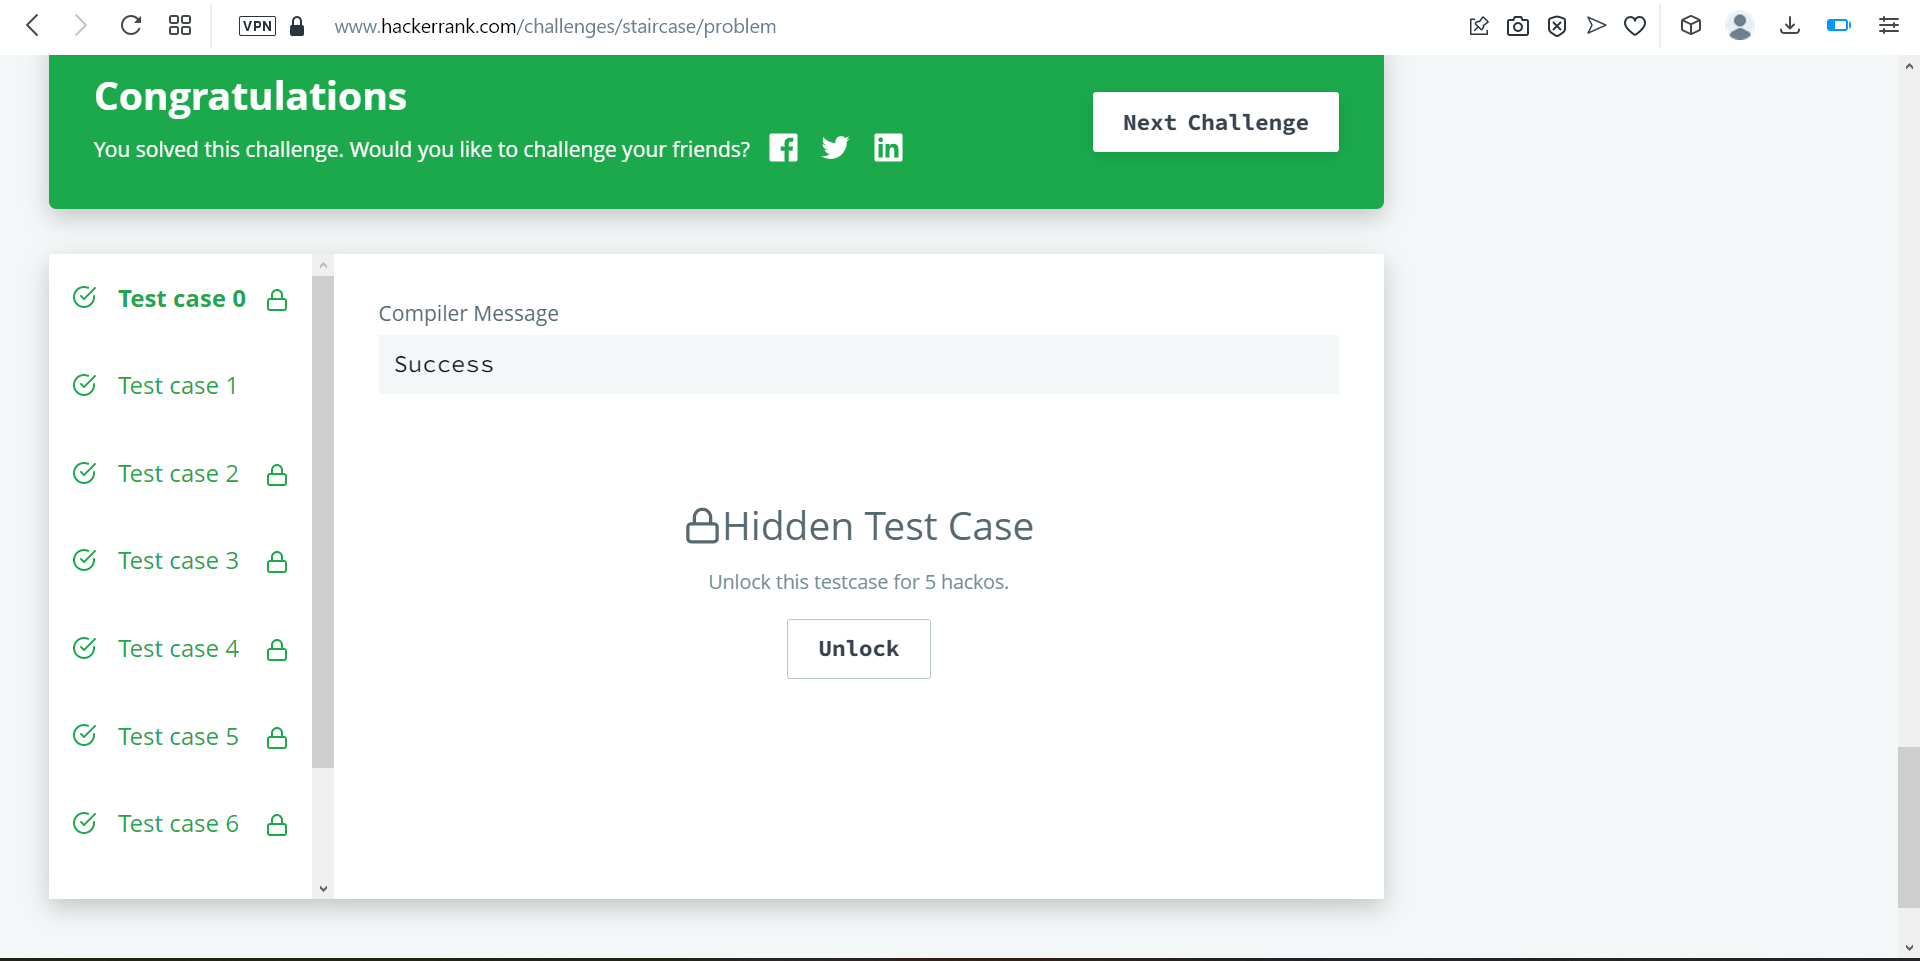 VPN
www.hackerrank.com/challenges/staircase/problem
Congratulations
You solved this challenge. Would you like to challenge your friends?
Next Challenge
Test case 0
Test case 1
Test case 2
Test case 3
Test case 4
Test case 5
Test case 6
Compiler Message
Success
Hidden Test Case
Unlock this testcase for 5 hackos.
Unlock